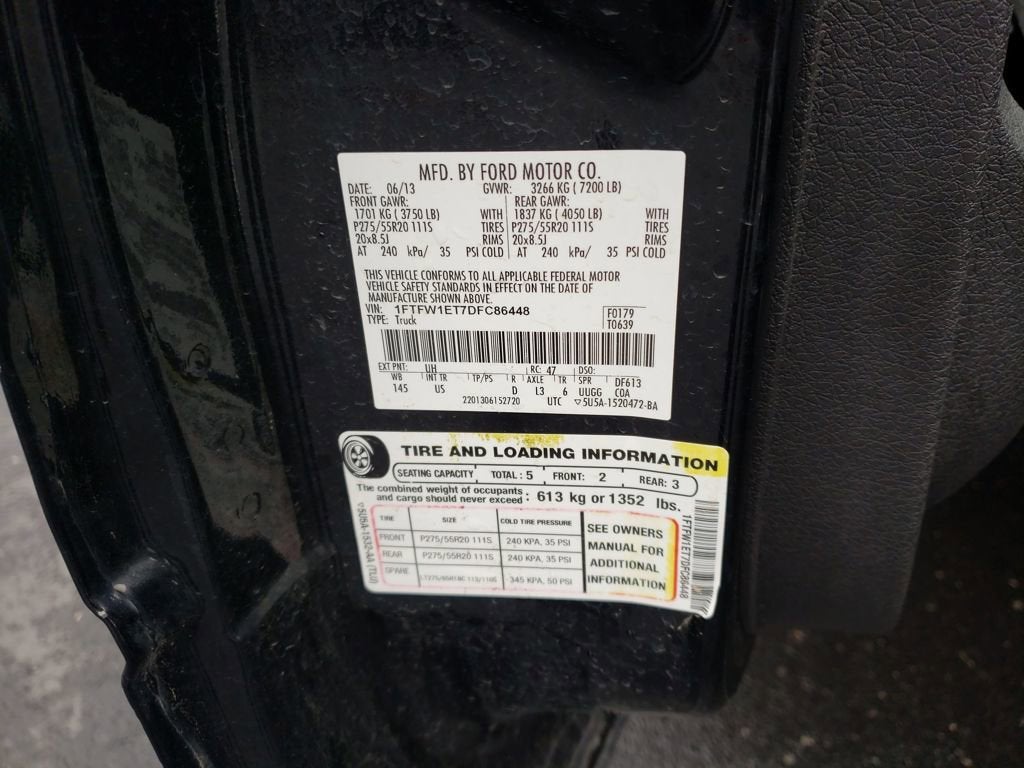 MFD. BY FORD MOTOR CO.
DATE: 06/13 GVWR: 3266 KG ( 7200 LB)
FRONT GAWR: REAR GAWR:
1701 KG ( 3750 LB) WITH 1837 KG ( 4050 LB) WITH
P275/55R20 111S TIRES P275/55R20 111S TIRES
20x8.5J RIMS 20x8.5J RIMS
AT 240 kPa/ 35 PSI COLD AT 240 kPa/ 35 PSI COLD
THIS VEHICLE CONFORMS TO ALL APPLICABLE FEDERAL MOTOR
VEHICLE SAFETY STANDARDS IN EFFECT ON THE DATE OF
MANUFACTURE SHOWN ABOVE.
VIN: 1FTFW1ET7DFC86448 F0179
TYPE: Truck T0639
EXT PNT: UH RC: 47 DSO:
WB INT TR TP/PS R AXLE TR SPR DF613
145 US D L3 6 UUGG COA
2201306152720 UTC ▽5U5A-1520472-BA
TIRE AND LOADING INFORMATION
SEATING CAPACITY TOTAL: 5 FRONT: 2 REAR: 3
The combined weight of occupants
and cargo should never exceed : 613 kg or 1352 lbs.
TIRE SIZE COLD TIRE PRESSURE
FRONT P275/55R20 111S 240 KPA, 35 PSI
REAR P275/55R20 111S 240 KPA, 35 PSI
SPARE 345 KPA, 50 PSI
SEE OWNERS
MANUAL FOR
ADDITIONAL
INFORMATION
▽5U5A-1532-AA (TLU)
1FTFW1ET7DFC86448